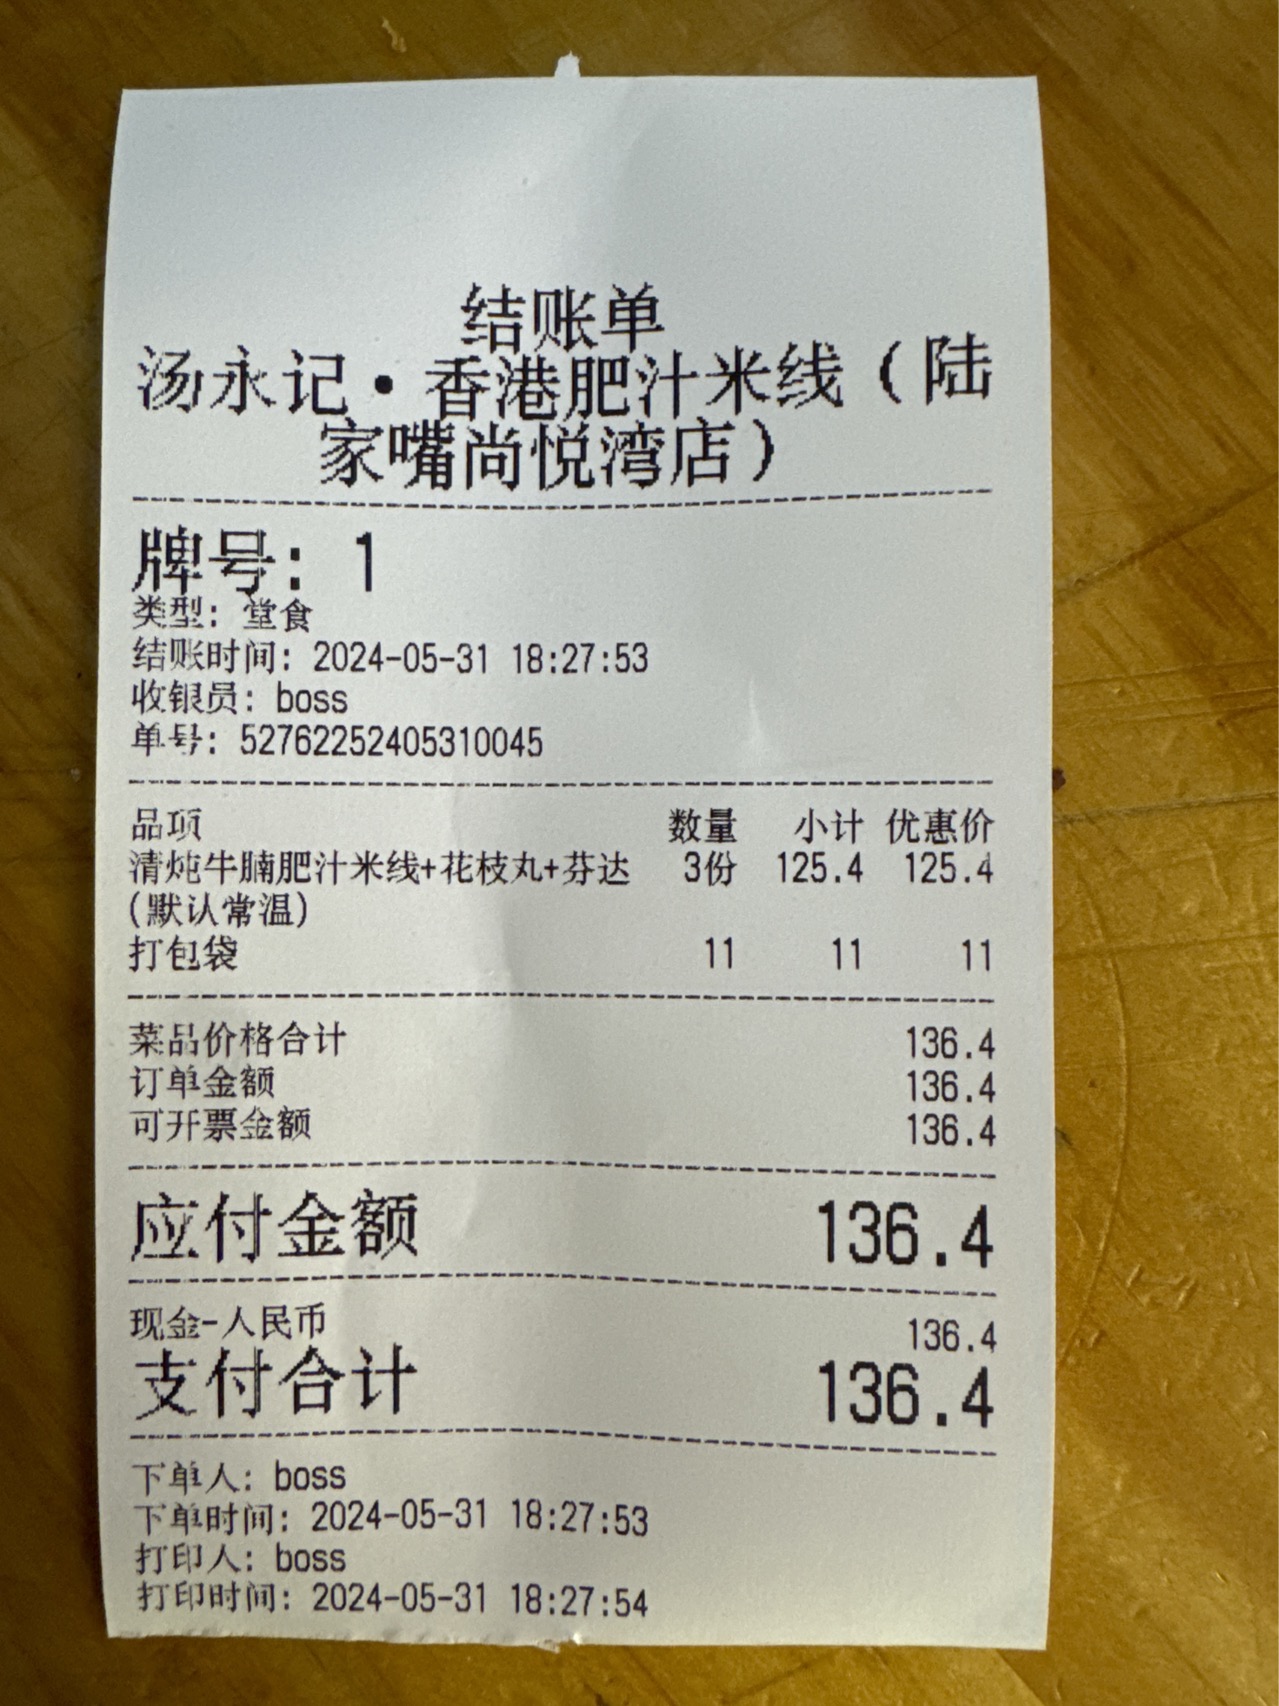 结账单
汤永记·香港肥汁米线（陆
家嘴尚悦湾店）
牌号: 1
类型: 堂食
结账时间: 2024-05-31 18:27:53
收银员: boss
单号: 52762252405310045
品项 数量 小计 优惠价
清炖牛腩肥汁米线+花枝丸+芬达 3份 125.4 125.4
(默认常温)
打包袋 11 11 11
菜品价格合计 136.4
订单金额 136.4
可开票金额 136.4
应付金额 136.4
现金-人民币 136.4
支付合计 136.4
下单人: boss
下单时间: 2024-05-31 18:27:53
打印人: boss
打印时间: 2024-05-31 18:27:54